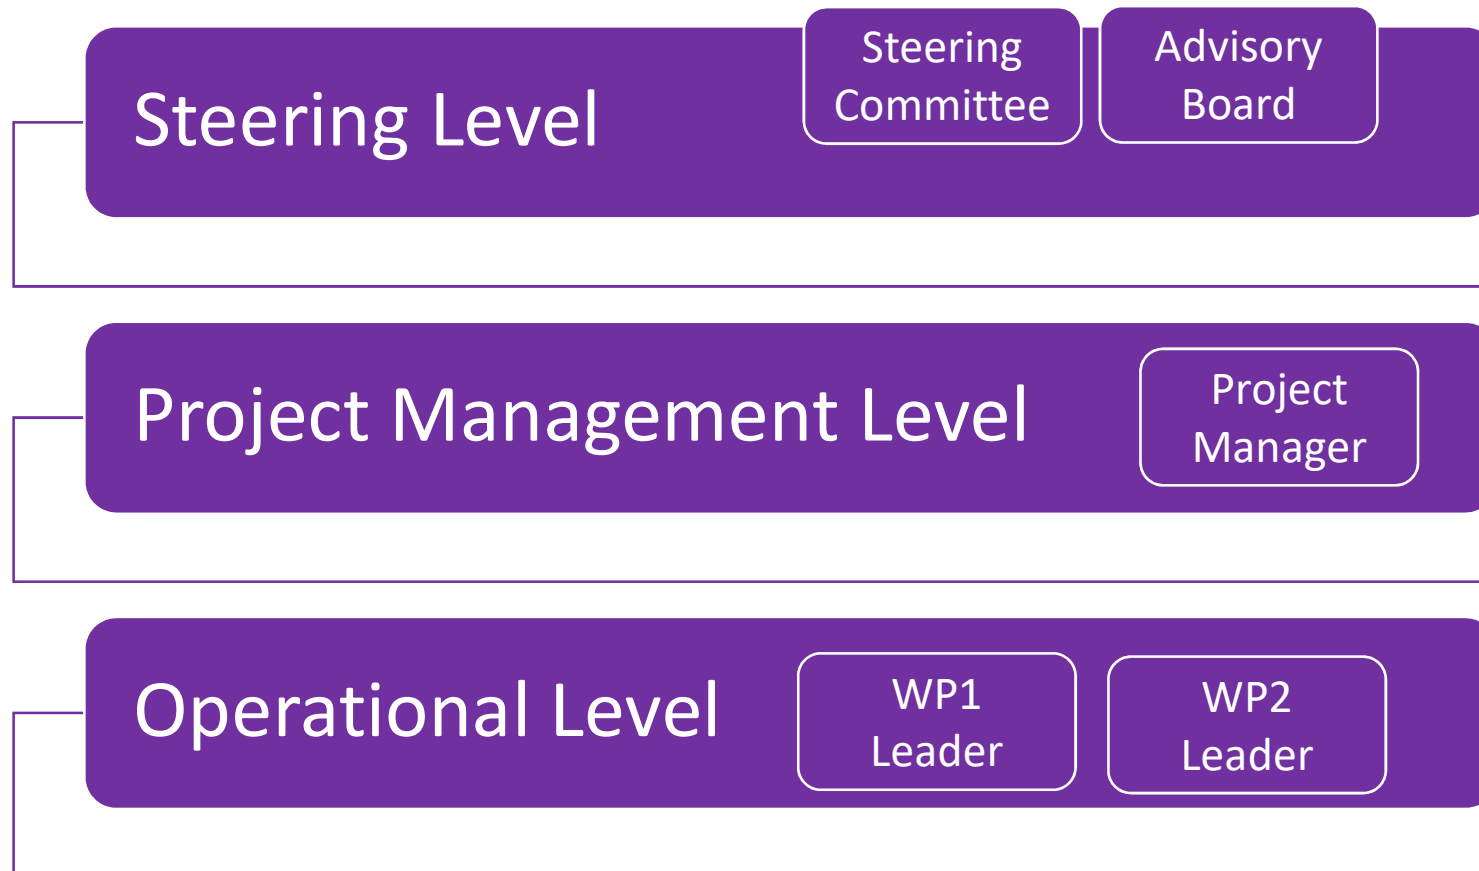 Steering Level
Steering
Committee
Advisory
Board
Project Management Level
Project
Manager
Operational Level
WP1
Leader
WP2
Leader